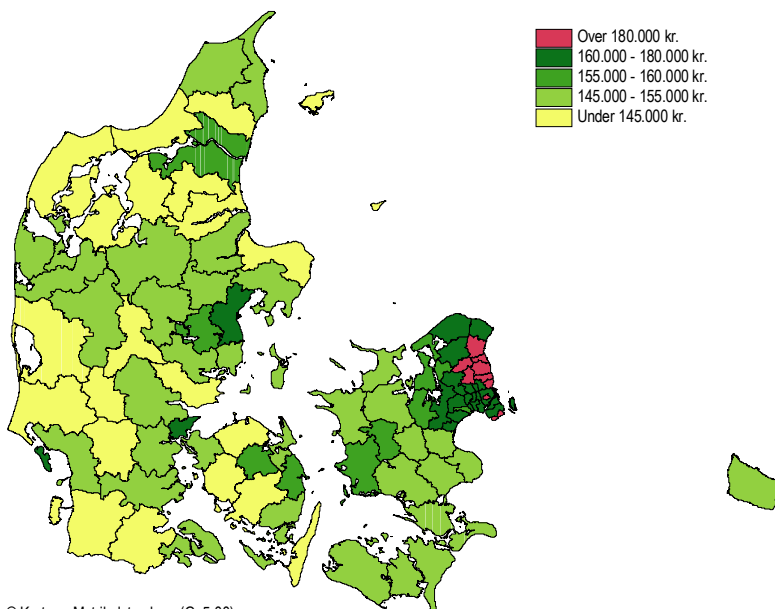 Over 180.000 kr.
160.000 - 180.000 kr.
155.000 - 160.000 kr.
145.000 - 155.000 kr.
Under 145.000 kr.